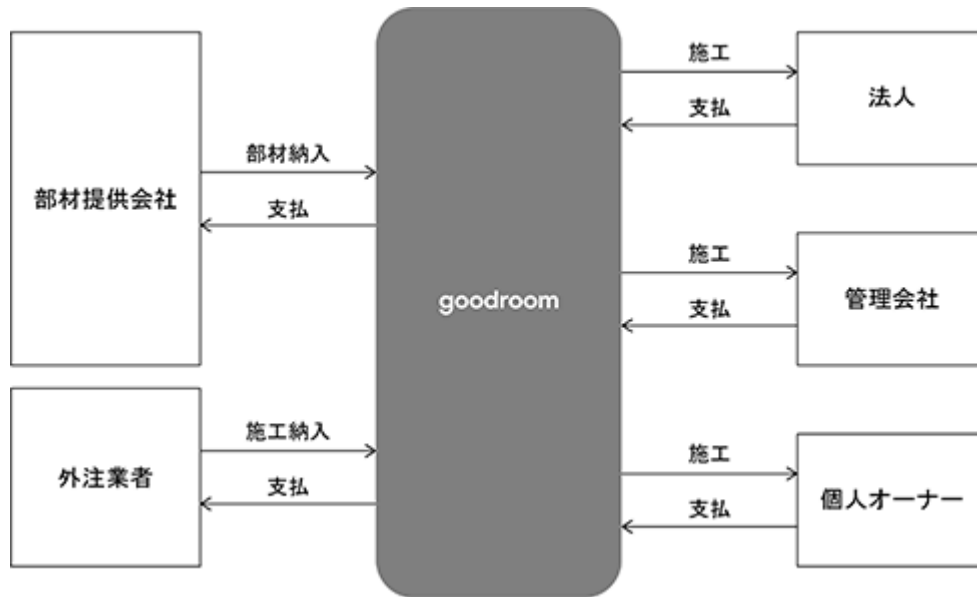 部材提供会社
部材納入
支払
外注業者
施工納入
支払
goodroom
施工
支払
法人
施工
支払
管理会社
施工
支払
個人オーナー